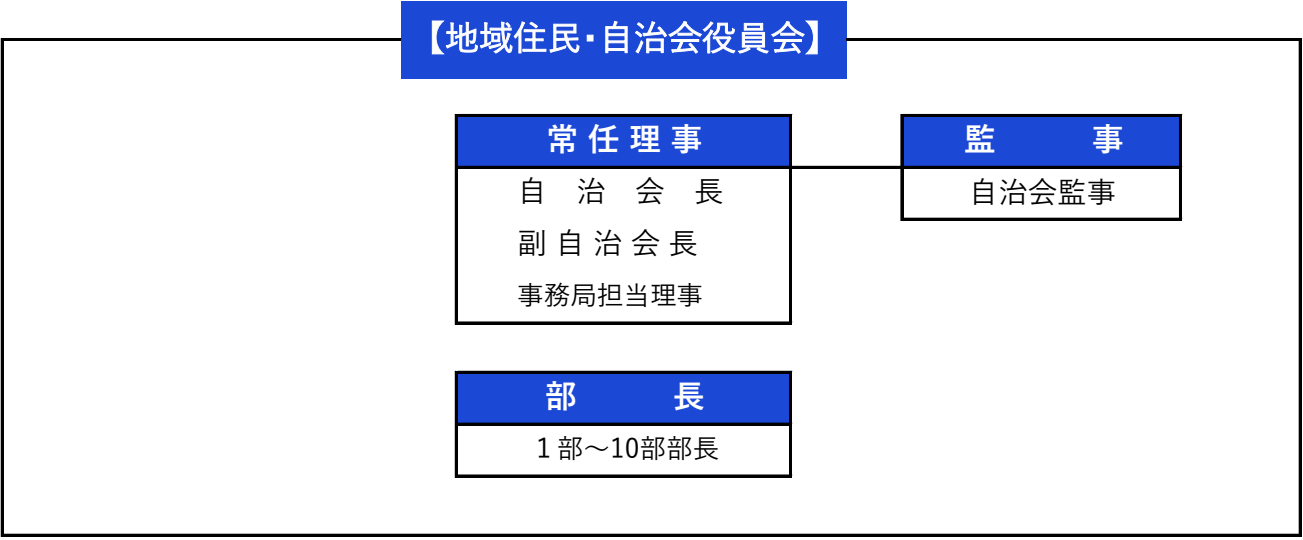 【地域住民・自治会役員会】
常任理事
監事
自治会長
自治会監事
副自治会長
事務局担当理事
部長
1部～10部部長